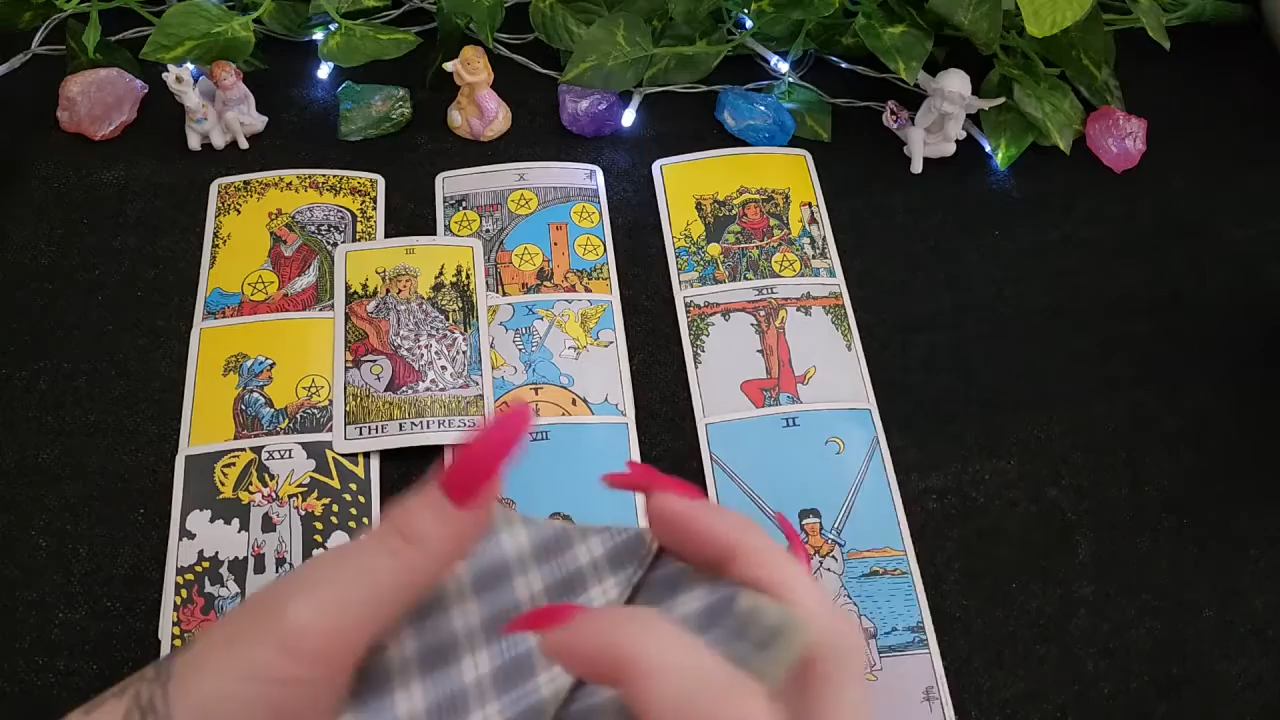 X
III
XII
X
THE EMPRESS.
VII
II
XVI